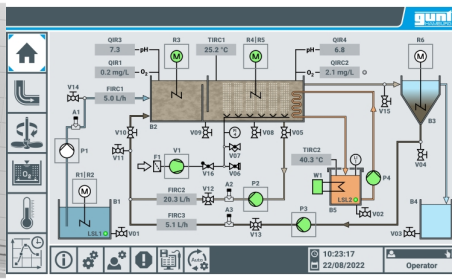 gunt
QIR3
7.3
pH
R3
M
TIRC1
25.2 °C
R4|R5
M
QIR4
pH
6.8
R6
M
QIR1
0.2 mg/L
O₂
QIRC2
O₂
2.1 mg/L
V14
FIRC1
5.0 L/h
A1
B2
V10
V09
V08
V05
V15
B3
P1
V11
F1
V1
V16
V07
V06
TIRC2
40.3 °C
V04
R1|R2
M
FIRC2
20.3 L/h
V12
A2
P2
W1
P4
B1
LSL1
V01
FIRC3
5.1 L/h
A3
V13
P3
LSL2
B5
V02
V03
B4
O₂
Auto
10:23:17
22/08/2022
Operator